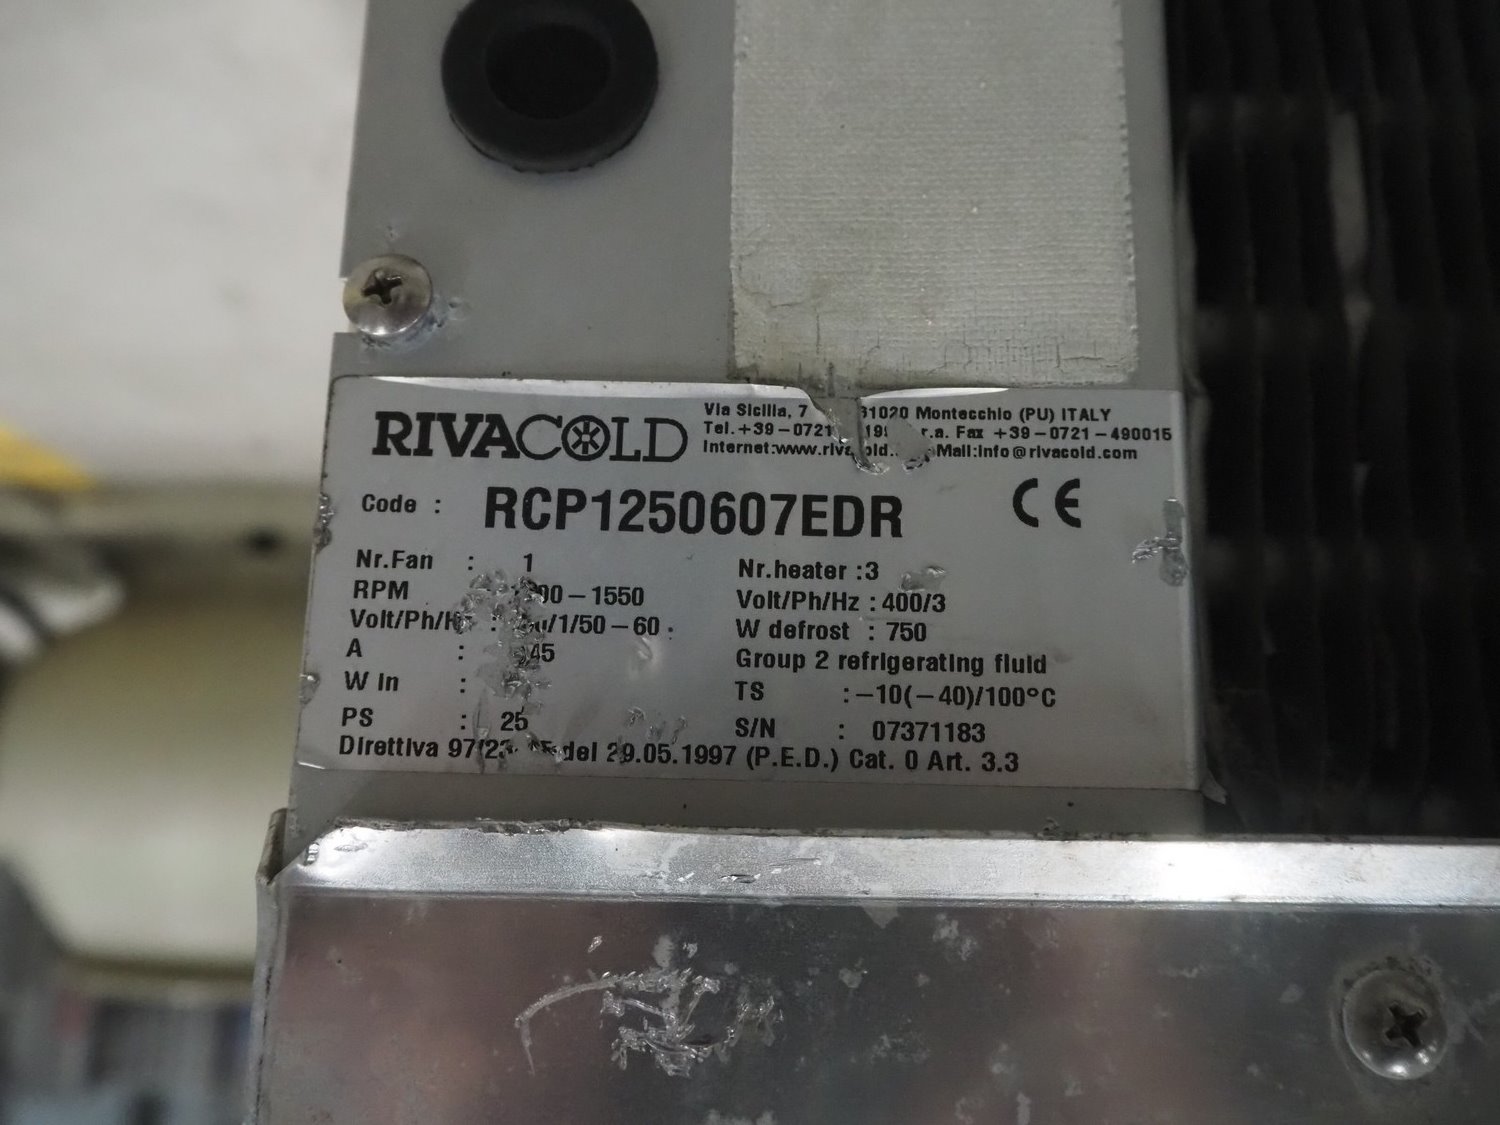 RIVACOLD
Via Sicilia, 7 61020 Montecchio (PU) ITALY
Tel.+39-0721 Fax +39-0721-490015
Internet:www. Mail:info@rivacold.com
Code : RCP1250607EDR CE
Nr.Fan : 1 Nr.heater :3
RPM -1550 Volt/Ph/Hz : 400/3
Volt/Ph/Hz : /1/50-60 W defrost : 750
A : Group 2 refrigerating fluid
W in : TS :-10(-40)/100°C
PS : 25 S/N : 07371183
Direttiva del 29.05.1997 (P.E.D.) Cat. 0 Art. 3.3